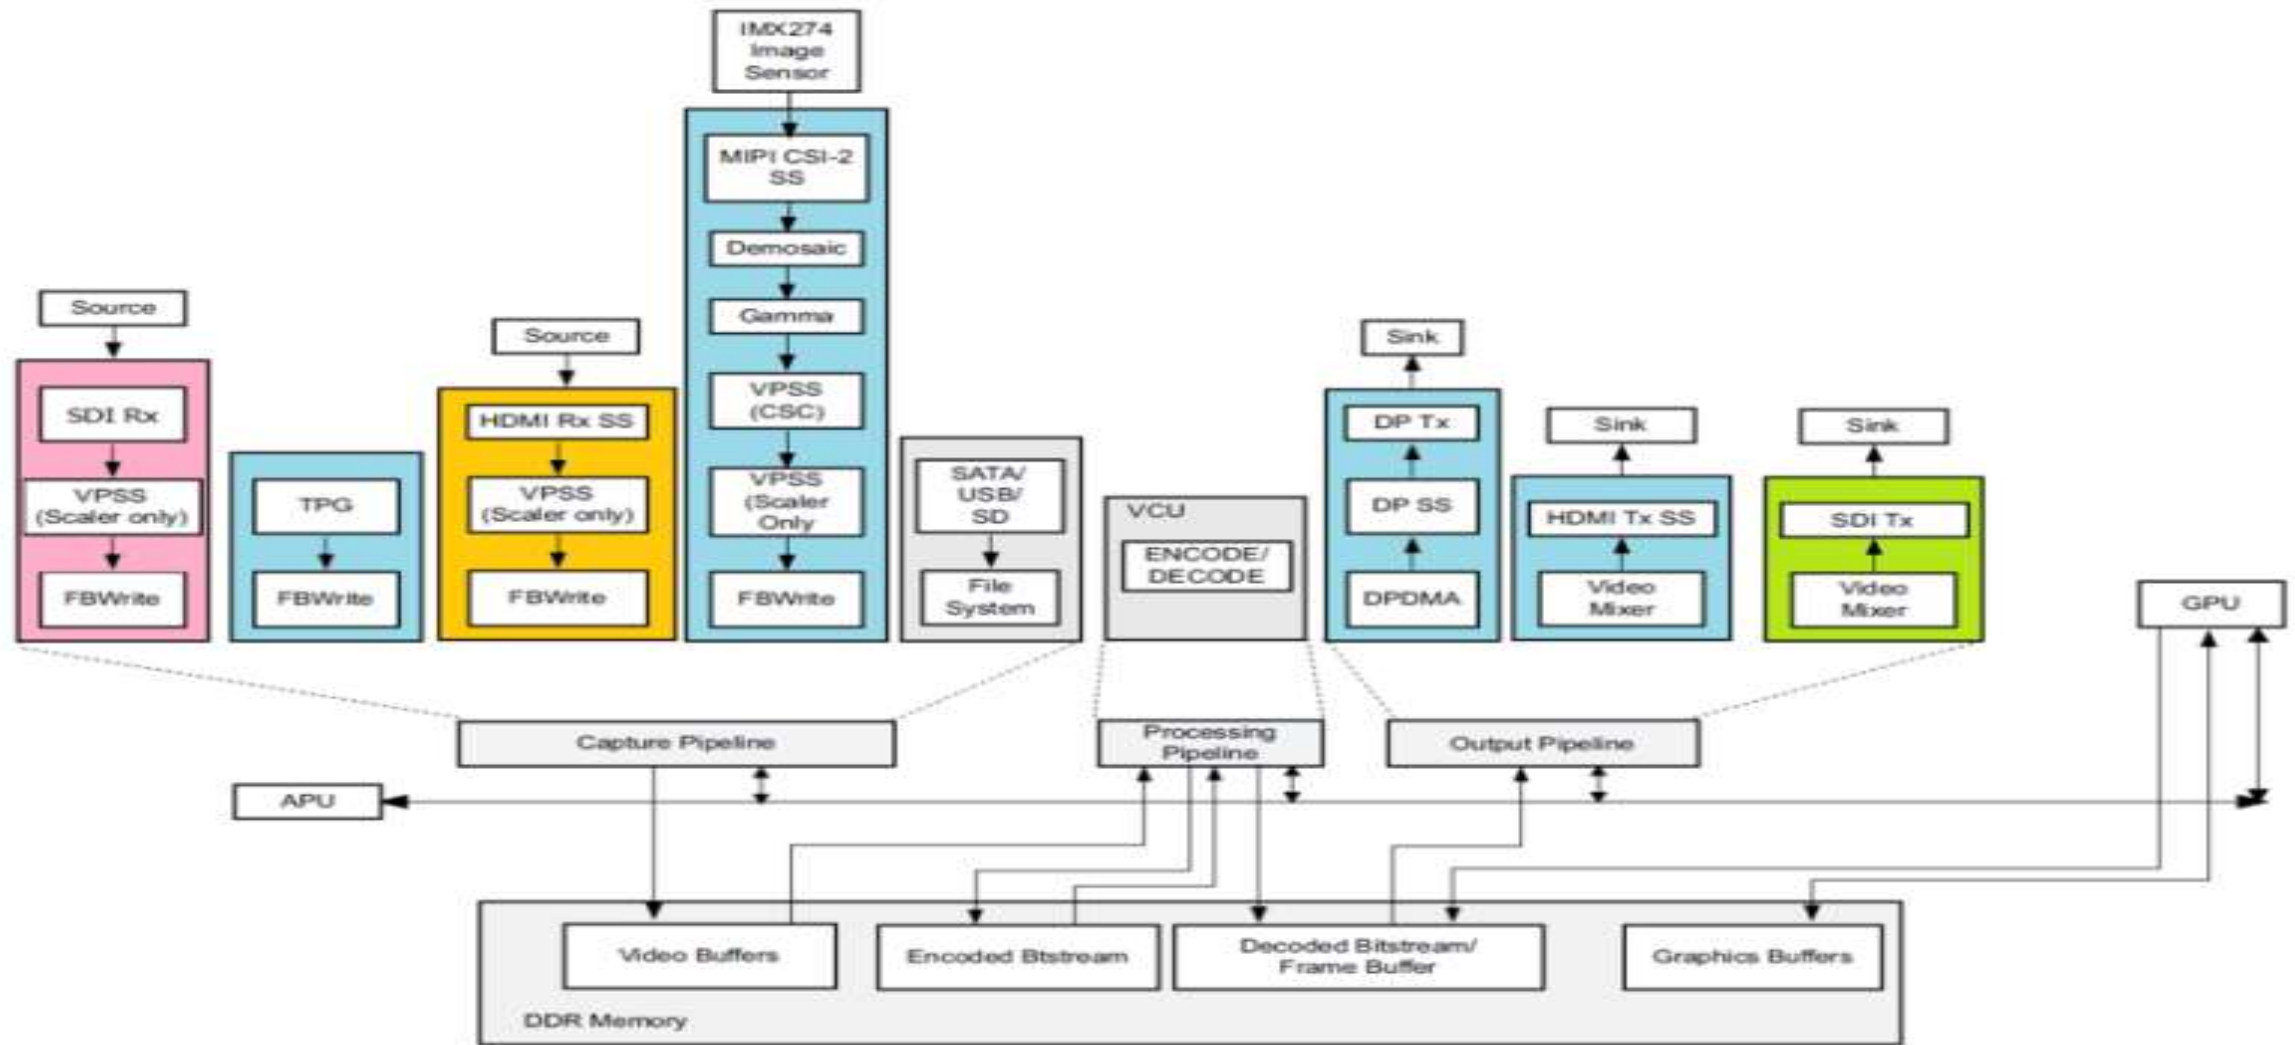 IMX274
Image
Sensor
MIPI CSI-2
SS
Demosaic
Gamma
VPSS
(CSC)
VPSS
(Scaler
Only
FBWrite
Source
SDI Rx
VPSS
(Scaler only)
FBWrite
TPG
FBWrite
Source
HDMI Rx SS
VPSS
(Scaler only)
FBWrite
SATA/
USB/
SD
File
System
VCU
ENCODE/
DECODE
Sink
DP Tx
DP SS
DPDMA
Sink
HDMI Tx SS
Video
Mixer
Sink
SDI Tx
Video
Mixer
GPU
Capture Pipeline
Processing
Pipeline
Output Pipeline
APU
Video Buffers
Encoded Btstream
Decoded Bitstream/
Frame Buffer
Graphics Buffers
DDR Memory